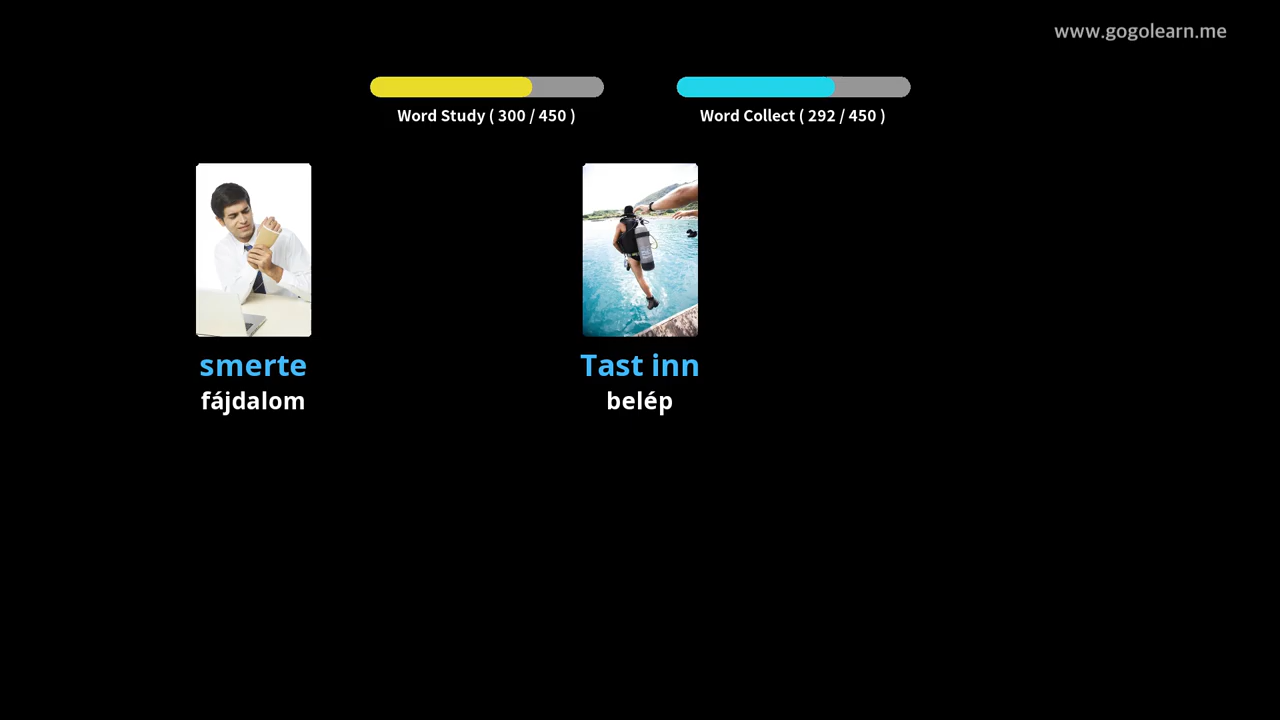 www.gogolearn.me
Word Study ( 300 / 450 )
Word Collect ( 292 / 450 )
smerte
Tast inn
fájdalom
belép